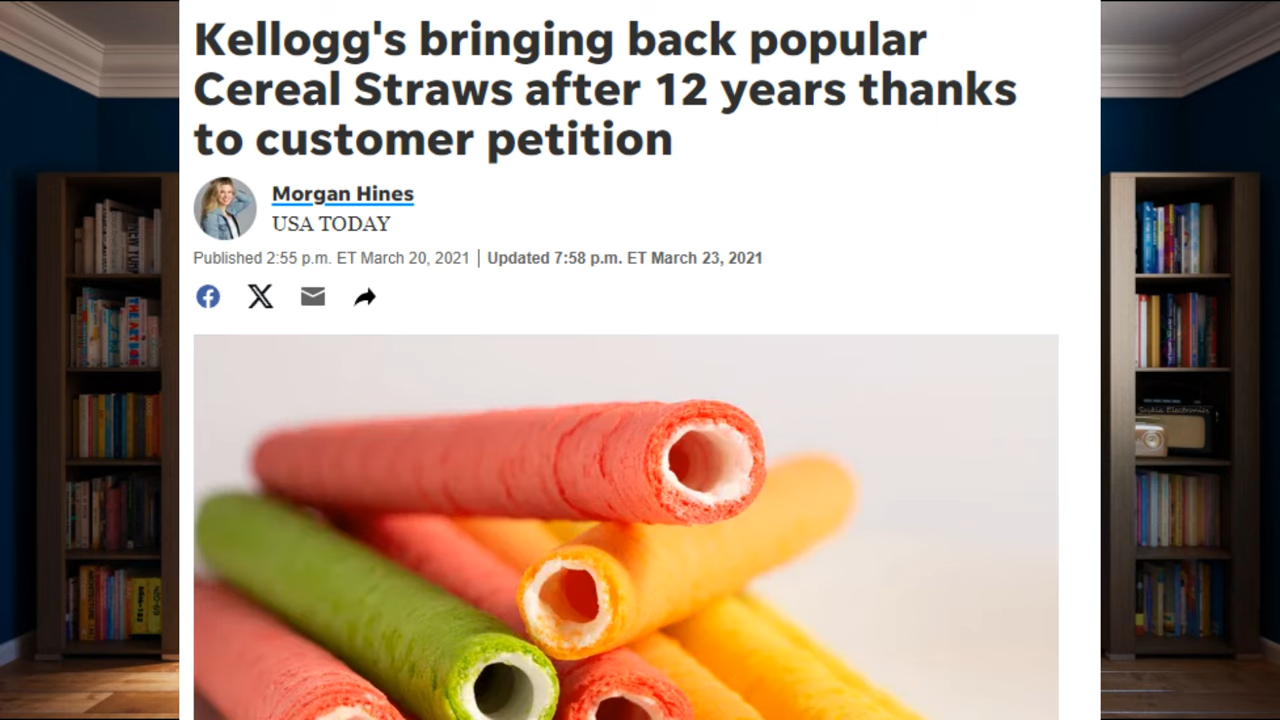 Kellogg's bringing back popular
Cereal Straws after 12 years thanks
to customer petition
Morgan Hines
USA TODAY
Published 2:55 p.m. ET March 20, 2021 | Updated 7:58 p.m. ET March 23, 2021